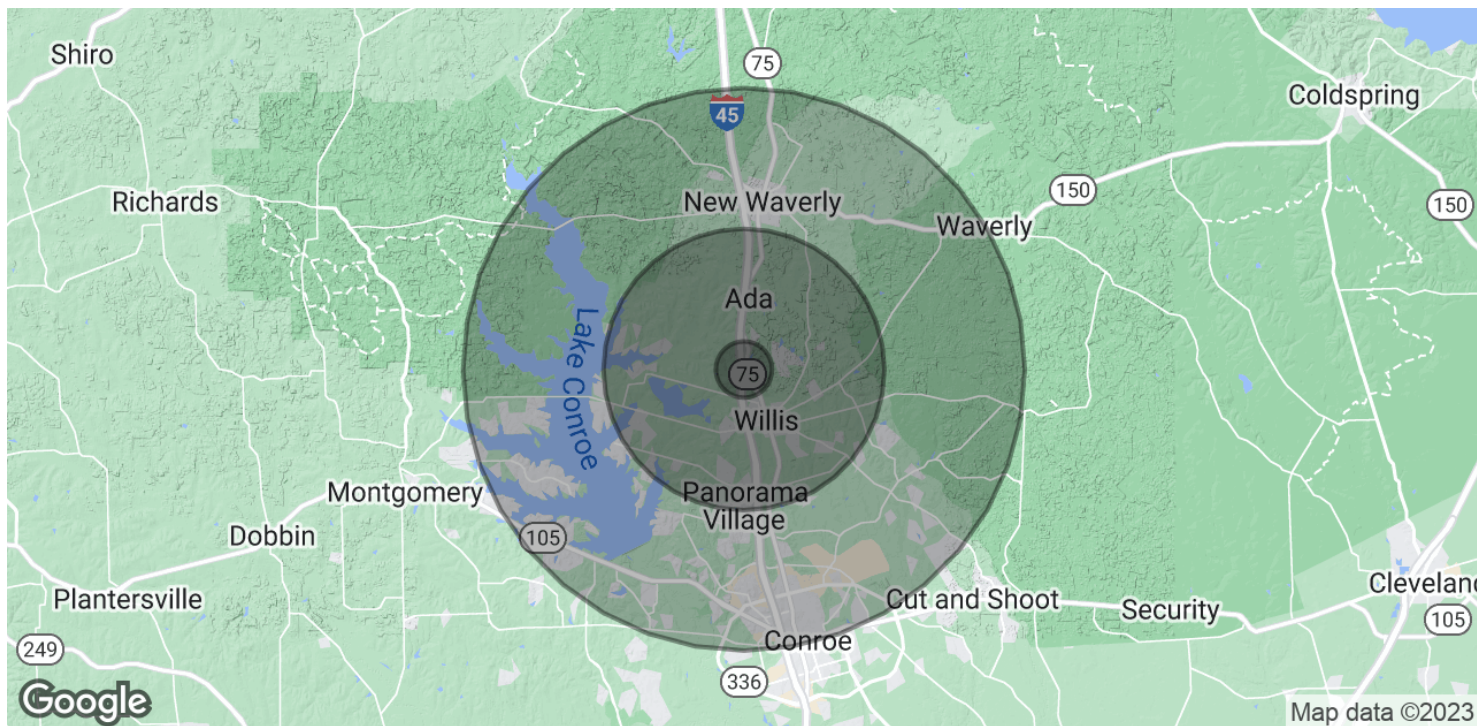 Shiro
75
45
Coldspring
150
Richards
New Waverly
150
Waverly
Ada
Lake Conroe
75
Willis
Montgomery
Panorama
Village
105
Dobbin
Plantersville
Cut and Shoot
Security
Cleveland
105
Conroe
249
336
Google
Map data ©2023